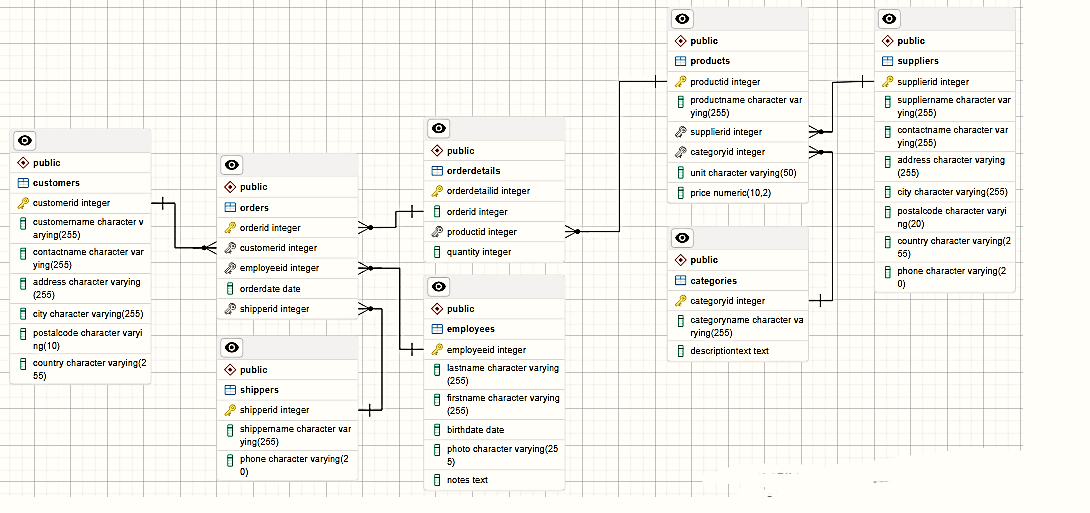 public
customers
customerid integer
customername character v
arying(255)
contactname character var
ying(255)
address character varying
(255)
city character varying(255)
postalcode character varyi
ng(10)
country character varying(2
55)
public
orders
orderid integer
customerid integer
employeeid integer
orderdate date
shipperid integer
public
shippers
shipperid integer
shippername character var
ying(255)
phone character varying(2
0)
public
orderdetails
orderdetailid integer
orderid integer
productid integer
quantity integer
public
employees
employeeid integer
lastname character varying
(255)
firstname character varying
(255)
birthdate date
photo character varying(25
5)
notes text
public
products
productid integer
productname character var
ying(255)
supplierid integer
categoryid integer
unit character varying(50)
price numeric(10,2)
public
categories
categoryid integer
categoryname character va
rying(255)
descriptiontext text
public
suppliers
supplierid integer
suppliername character var
ying(255)
contactname character var
ying(255)
address character varying
(255)
city character varying(255)
postalcode character varyi
ng(20)
country character varying(2
55)
phone character varying(2
0)